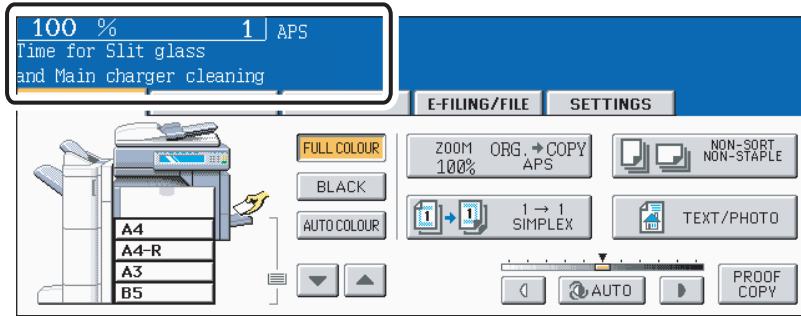 100 % 1 APS
Time for Slit glass
and Main charger cleaning
E-FILING/FILE SETTINGS
FULL COLOUR
BLACK
AUTO COLOUR
ZOOM
100%
ORG. → COPY
APS
NON-SORT
NON-STAPLE
1 → 1
SIMPLEX
1
1
TEXT/PHOTO
A4
A4-R
A3
B5
AUTO
PROOF
COPY